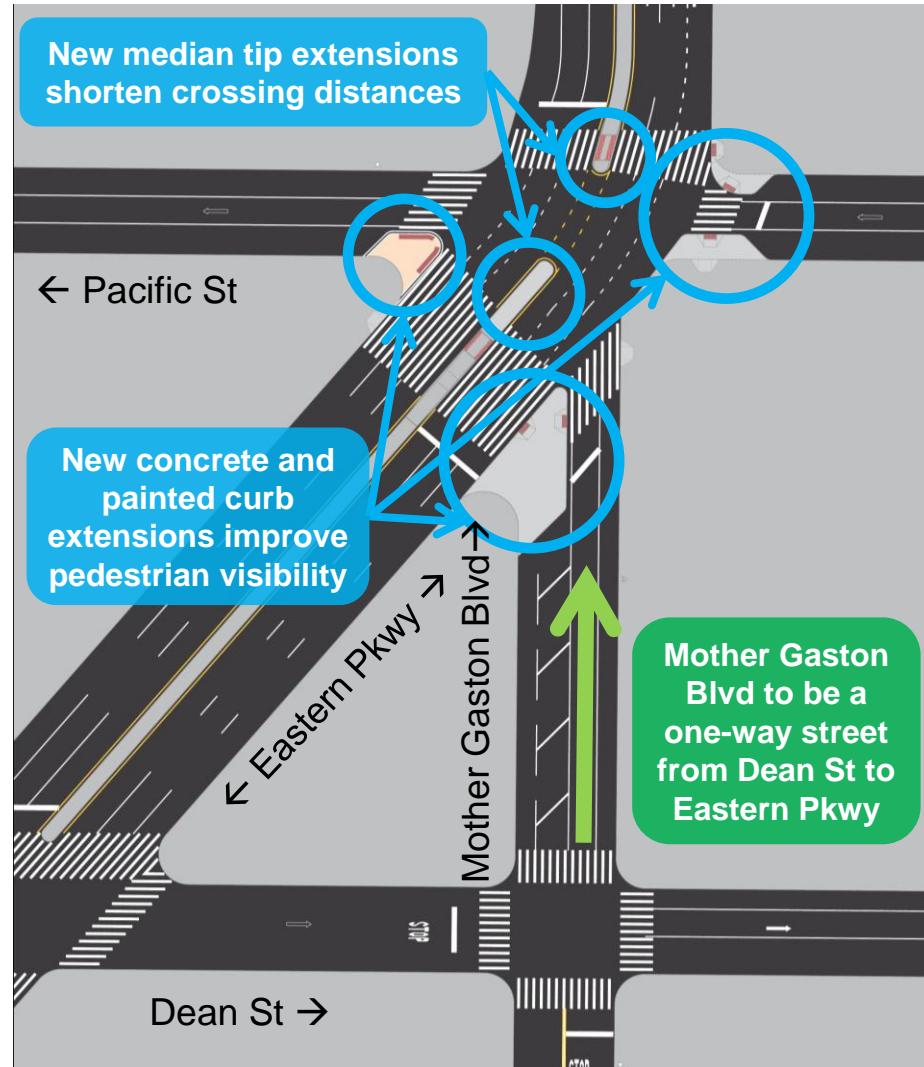 New median tip extensions
shorten crossing distances
← Pacific St
New concrete and
painted curb
extensions improve
pedestrian visibility
← Eastern Pkwy →
Mother Gaston Blvd→
Mother Gaston
Blvd to be a
one-way street
from Dean St to
Eastern Pkwy
STOP
Dean St →
STOP